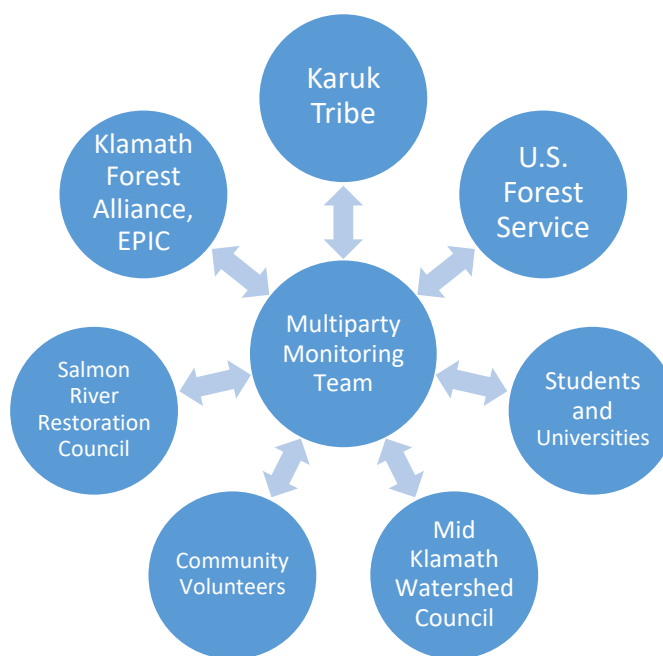 Karuk
Tribe
Klamath
Forest
Alliance,
EPIC
U.S.
Forest
Service
Multiparty
Monitoring
Team
Salmon
River
Restoration
Council
Students
and
Universities
Community
Volunteers
Mid
Klamath
Watershed
Council